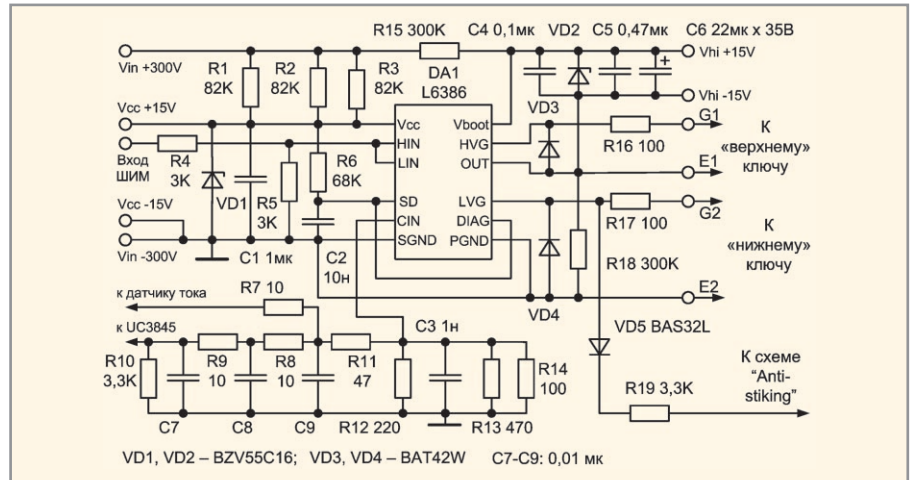 R15 300K C4 0,1мк VD2 C5 0,47мк C6 22мк x 35В
Vin +300V
R1
82K
R2
82K
R3
82K
DA1
L6386
Vhi +15V
Vhi -15V
VD3
Vcc +15V
Вход
ШИМ
R4
3K
VD1
R5
3K
R6
68K
Vcc
HIN
LIN
SD
CIN
SGND
Vboot
HVG
OUT
LVG
DIAG
PGND
G1
R16 100
E1
К
«верхнему»
ключу
G2
R17 100
К
«нижнему»
ключу
R18 300K
E2
Vcc -15V
Vin -300V
C1 1мк
C2
10н
VD4
VD5 BAS32L
к датчику тока
R7 10
к UC3845
R10
3,3K
R9
10
R8
10
R11
47
C3 1н
R14
100
C7
C8
C9
R12 220
R13 470
R19 3,3K
К схеме
"Anti-
stiking"
VD1, VD2 – BZV55C16; VD3, VD4 – BAT42W C7-C9: 0,01 мк